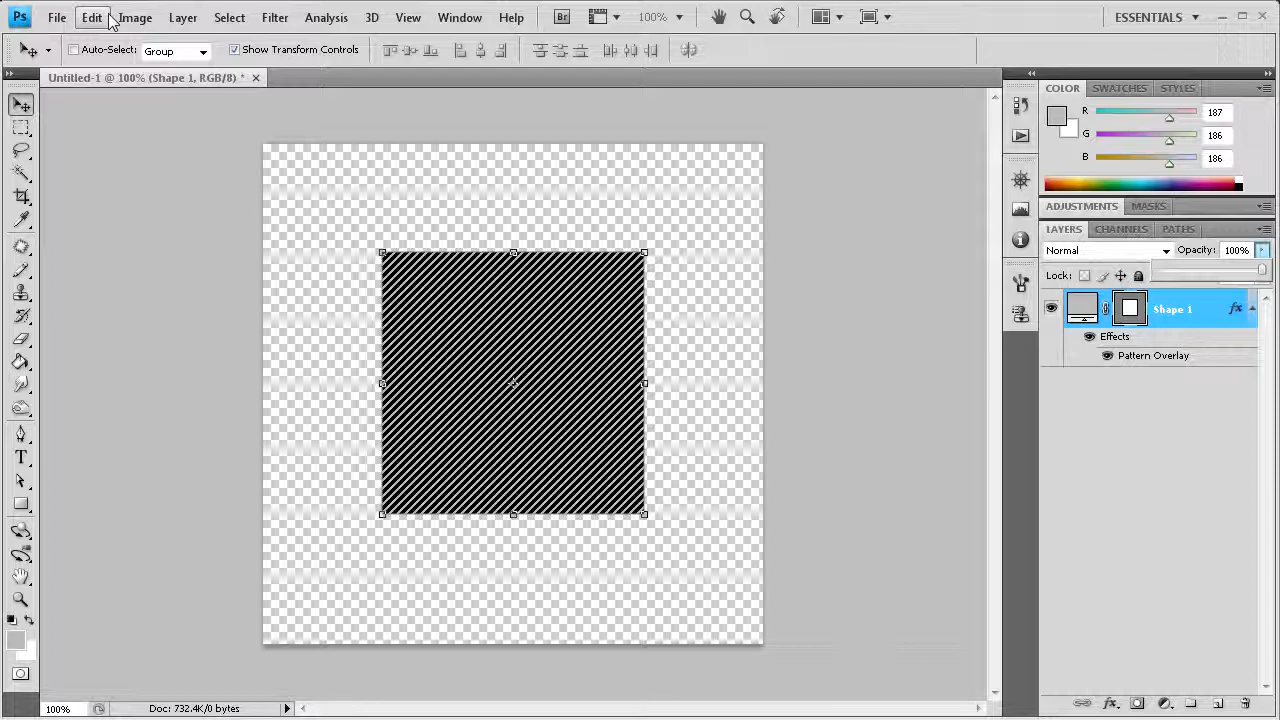 Ps File Edit Image Layer Select Filter Analysis 3D View Window Help Br 100% ESSENTIALS
Auto-Select: Group Show Transform Controls
Untitled-1 @ 100% (Shape 1, RGB/8) *
COLOR SWATCHES STYLES
R 187
G 186
B 186
ADJUSTMENTS MASKS
LAYERS CHANNELS PATHS
Normal Opacity: 100%
Lock:
Shape 1 fx
Effects
Pattern Overlay
T
100% Doc: 732.4K/0 bytes
fx